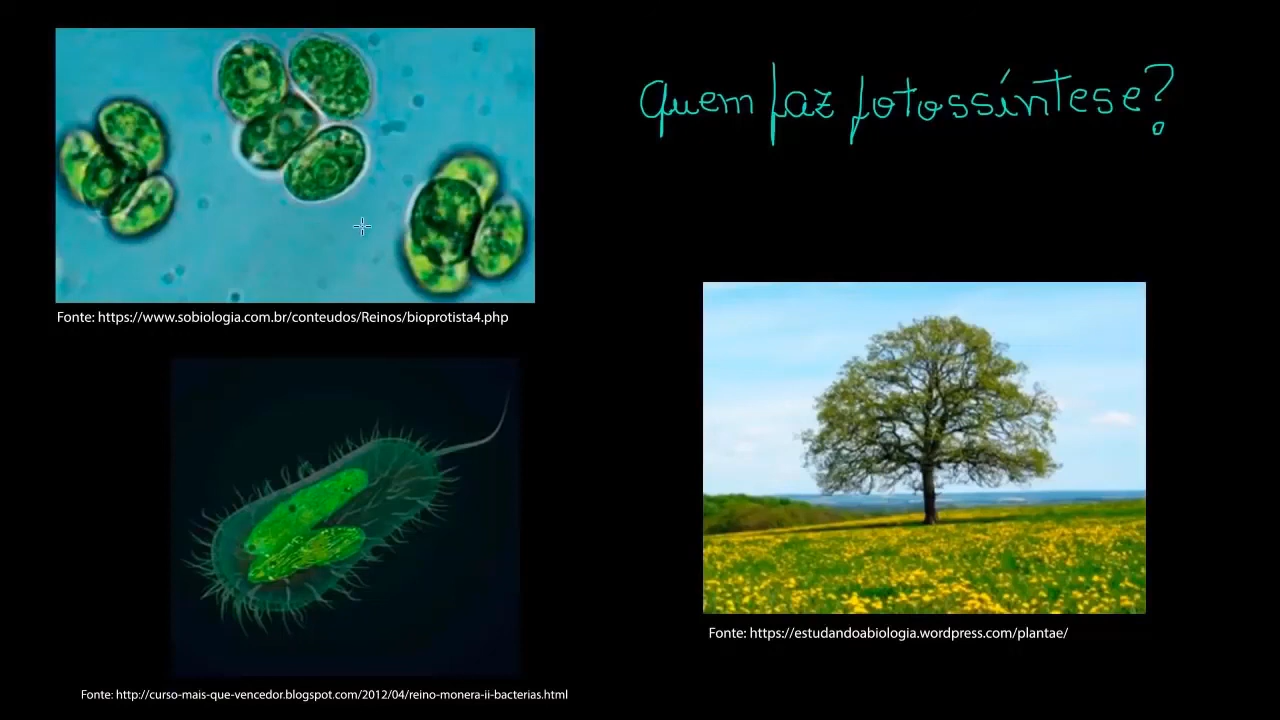 Quem faz fotossíntese?
Fonte: https://www.sobiologia.com.br/conteudos/Reinos/bioprotista4.php
Fonte: https://estudandoabiologia.wordpress.com/plantae/
Fonte: http://curso-mais-que-vencedor.blogspot.com/2012/04/reino-monera-ii-bacterias.html